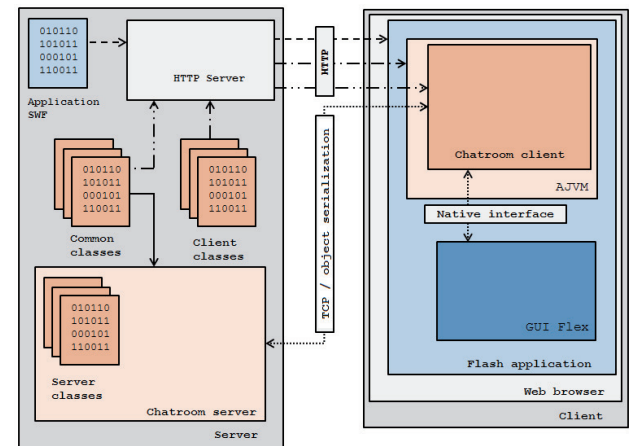 010110
101011
000101
110011
Application
SWF
HTTP Server
HTTP
010110
101011
000101
110011
Common
classes
010110
101011
000101
110011
Client classes
TCP / object serialization
010110
101011
000101
110011
Server
classes
Chatroom server
Server
Chatroom client
AJVM
Native interface
GUI Flex
Flash application
Web browser
Client